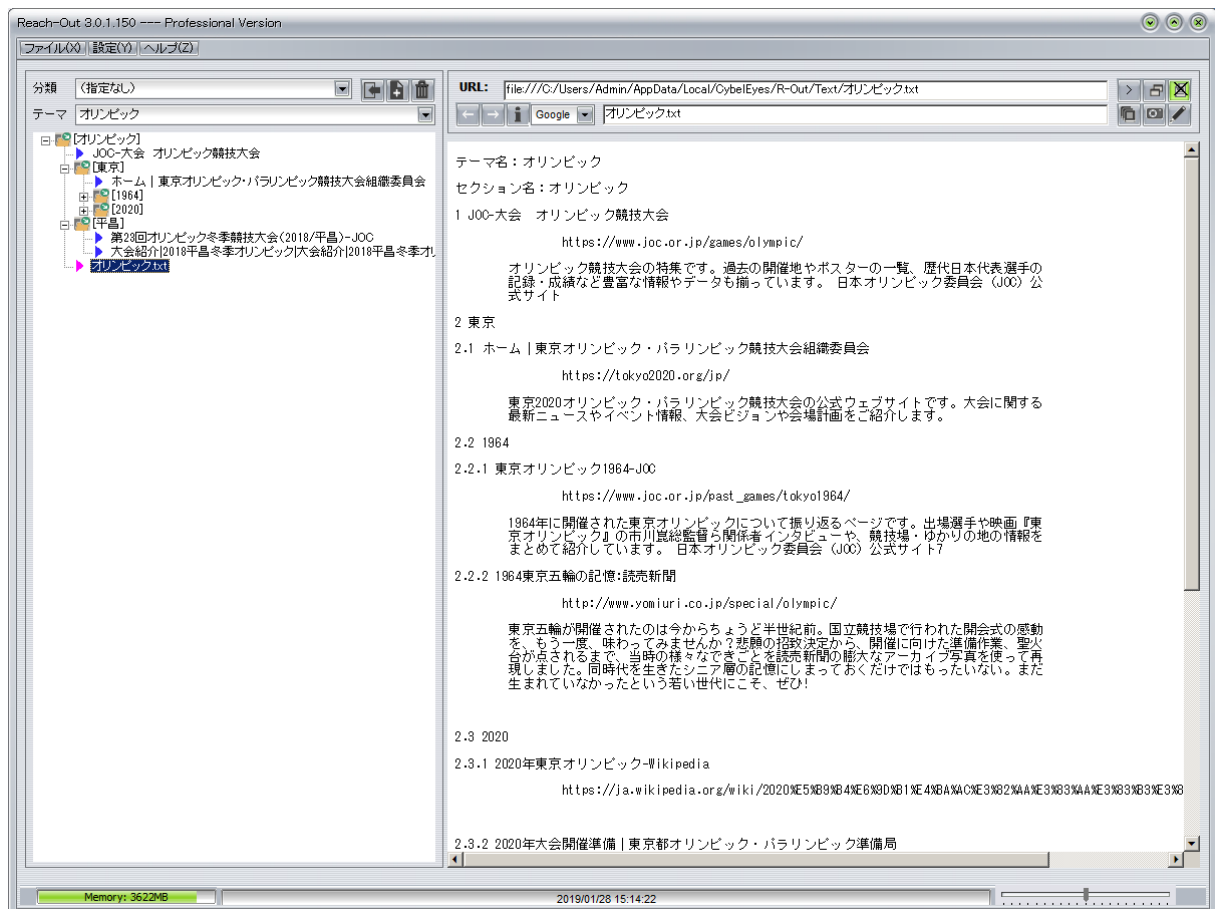 Reach-Out 3.0.1.150 --- Professional Version
ファイル(X) 設定(Y) ヘルプ(Z)
分類 (指定なし)
テーマ オリンピック
[オリンピック]
JOC-大会 オリンピック競技大会
[東京]
ホーム | 東京オリンピック・パラリンピック競技大会組織委員会
[1964]
[2020]
[平昌]
第23回オリンピック冬季競技大会(2018/平昌)-JOC
大会紹介|2018平昌冬季オリンピック|大会紹介|2018平昌冬季オリ
オリンピック.txt
URL: file:///C:/Users/Admin/AppData/Local/CybelEyes/R-Out/Text/オリンピック.txt
Google オリンピック.txt
テーマ名：オリンピック
セクション名：オリンピック
1 JOC-大会　オリンピック競技大会
https://www.joc.or.jp/games/olympic/
オリンピック競技大会の特集です。過去の開催地やポスターの一覧、歴代日本代表選手の
記録・成績など豊富な情報やデータも揃っています。 日本オリンピック委員会（JOC）公
式サイト
2 東京
2.1 ホーム | 東京オリンピック・パラリンピック競技大会組織委員会
https://tokyo2020.org/jp/
東京2020オリンピック・パラリンピック競技大会の公式ウェブサイトです。大会に関する
最新ニュースやイベント情報、大会ビジョンや会場計画をご紹介します。
2.2 1964
2.2.1 東京オリンピック1964-JOC
https://www.joc.or.jp/past_games/tokyo1964/
1964年に開催された東京オリンピックについて振り返るページです。出場選手や映画『東
京オリンピック』の市川崑総監督ら関係者インタビューや、競技場・ゆかりの地の情報を
まとめて紹介しています。 日本オリンピック委員会（JOC）公式サイト7
2.2.2 1964東京五輪の記憶:読売新聞
http://www.yomiuri.co.jp/special/olympic/
東京五輪が開催されたのは今からちょうど半世紀前。国立競技場で行われた開会式の感動
を、もう一度、味わってみませんか？悲願の招致決定から、開催に向けた準備作業、聖火
台が点されるまで、当時の様々なできごとを読売新聞の膨大なアーカイブ写真を使って再
現しました。同時代を生きたシニア層の記憶にしまっておくだけではもったいない。まだ
生まれていなかったという若い世代にこそ、ぜひ!
2.3 2020
2.3.1 2020年東京オリンピック-Wikipedia
https://ja.wikipedia.org/wiki/2020%E5%B9%B4%E6%9D%B1%E4%BA%AC%E3%82%AA%E3%83%AA%E3%83%B3%E3%8
2.3.2 2020年大会開催準備 | 東京都オリンピック・パラリンピック準備局
Memory: 3622MB
2019/01/28 15:14:22